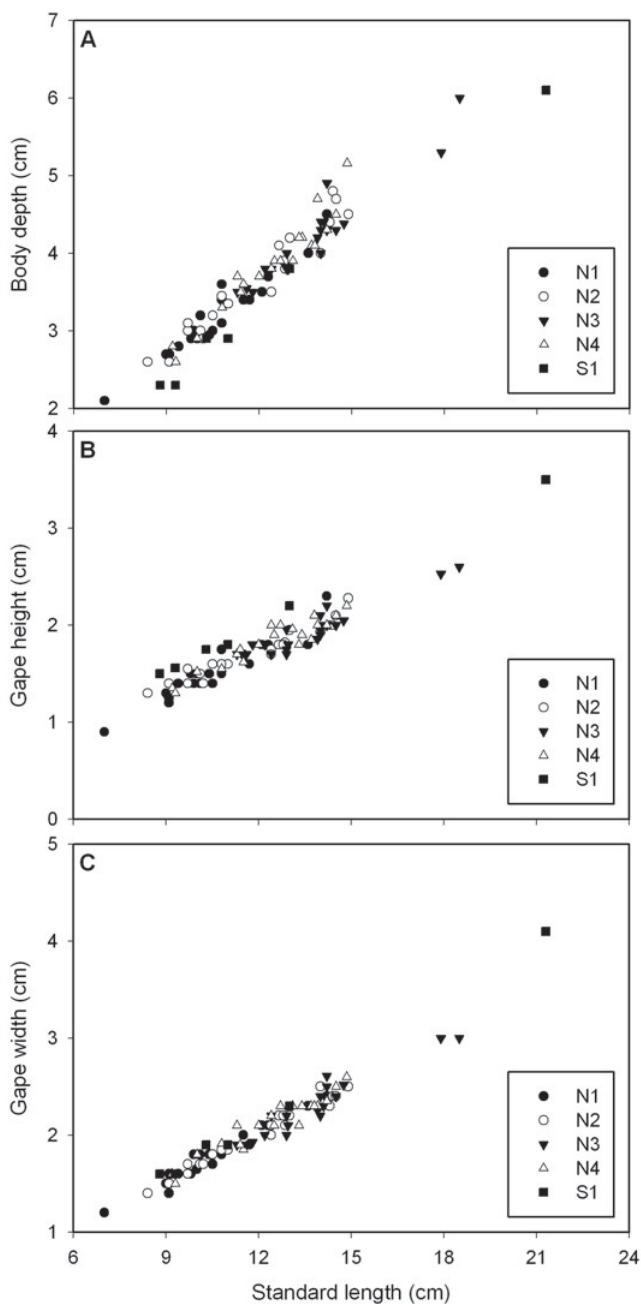 A
Body depth (cm)
7
6
5
4
3
2
N1
N2
N3
N4
S1
B
Gape height (cm)
4
3
2
1
0
N1
N2
N3
N4
S1
C
Gape width (cm)
5
4
3
2
1
N1
N2
N3
N4
S1
6 9 12 15 18 21 24
Standard length (cm)